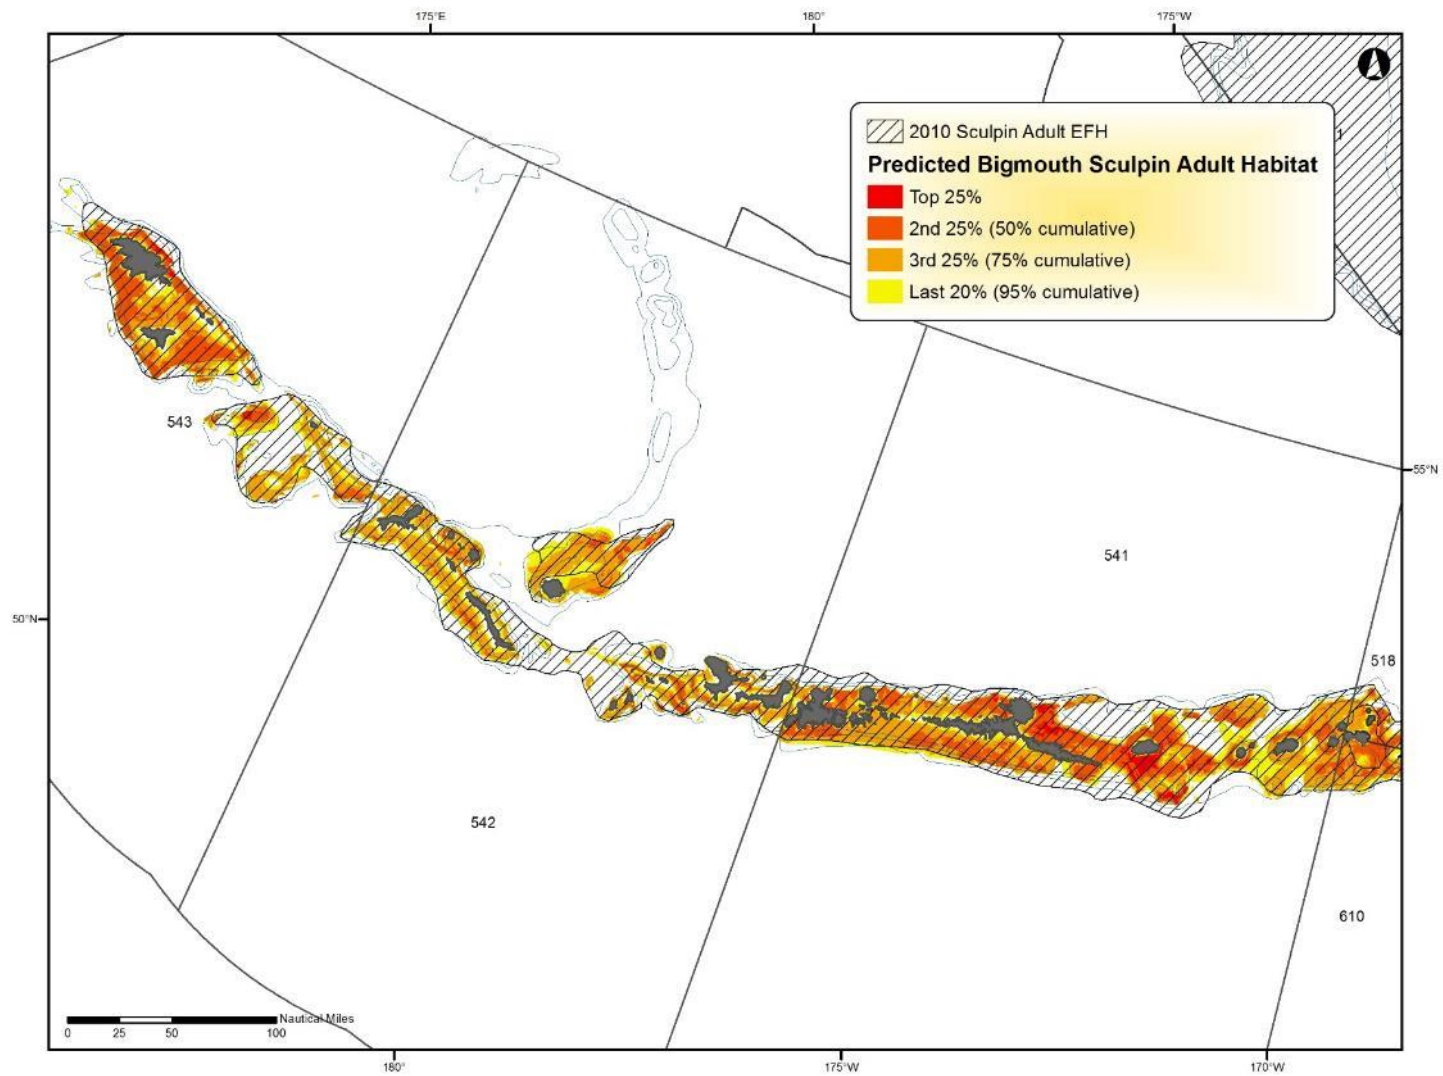 175°E 180° 175°W
2010 Sculpin Adult EFH
1
Predicted Bigmouth Sculpin Adult Habitat
Top 25%
2nd 25% (50% cumulative)
3rd 25% (75% cumulative)
Last 20% (95% cumulative)
543
55°N
541
50°N
518
542
610
Nautical Miles
0 25 50 100
180° 175°W 170°W